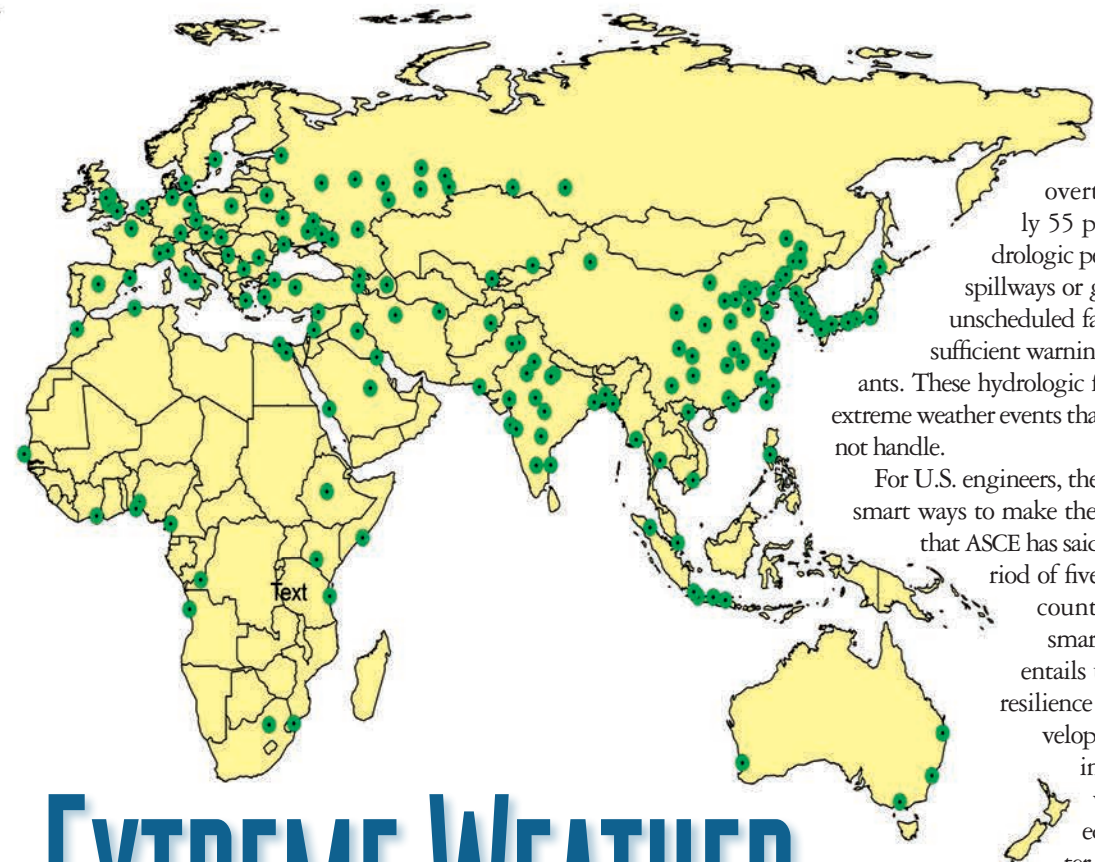 overt
ly 55 p
drologic pe
spillways or g
unscheduled fa
sufficient warnin
ants. These hydrologic f
extreme weather events tha
not handle.
For U.S. engineers, the
smart ways to make the
that ASCE has said
riod of five
count
smar
entails
resilience
velop
in
Text
EXTREME WEATHER